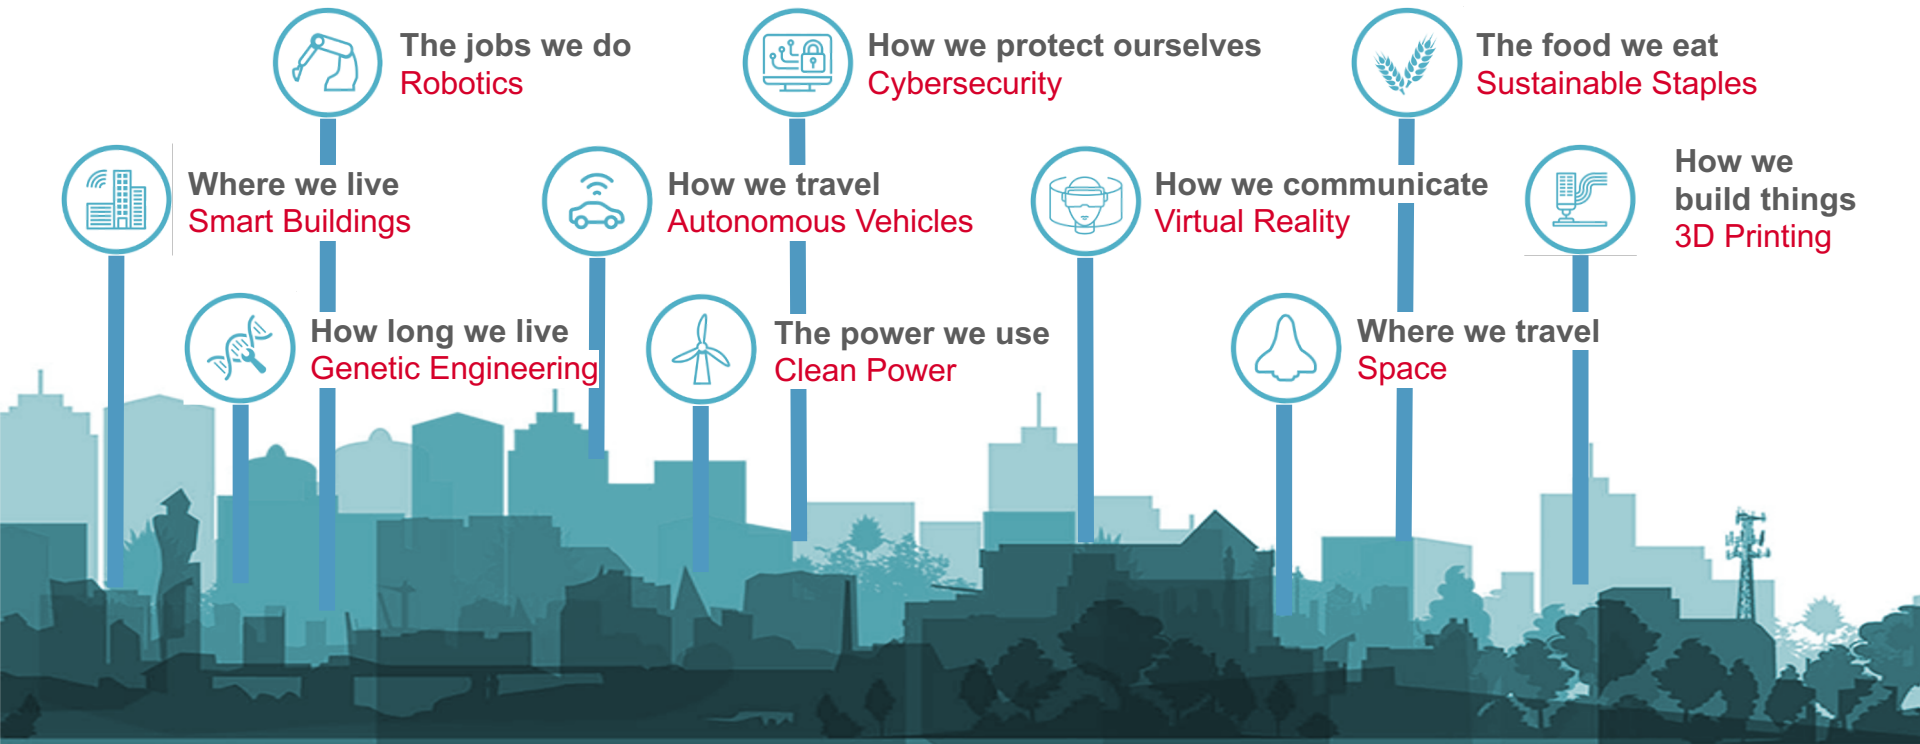 The jobs we do
Robotics
How we protect ourselves
Cybersecurity
The food we eat
Sustainable Staples
Where we live
Smart Buildings
How we travel
Autonomous Vehicles
How we communicate
Virtual Reality
How we
build things
3D Printing
How long we live
Genetic Engineering
The power we use
Clean Power
Where we travel
Space